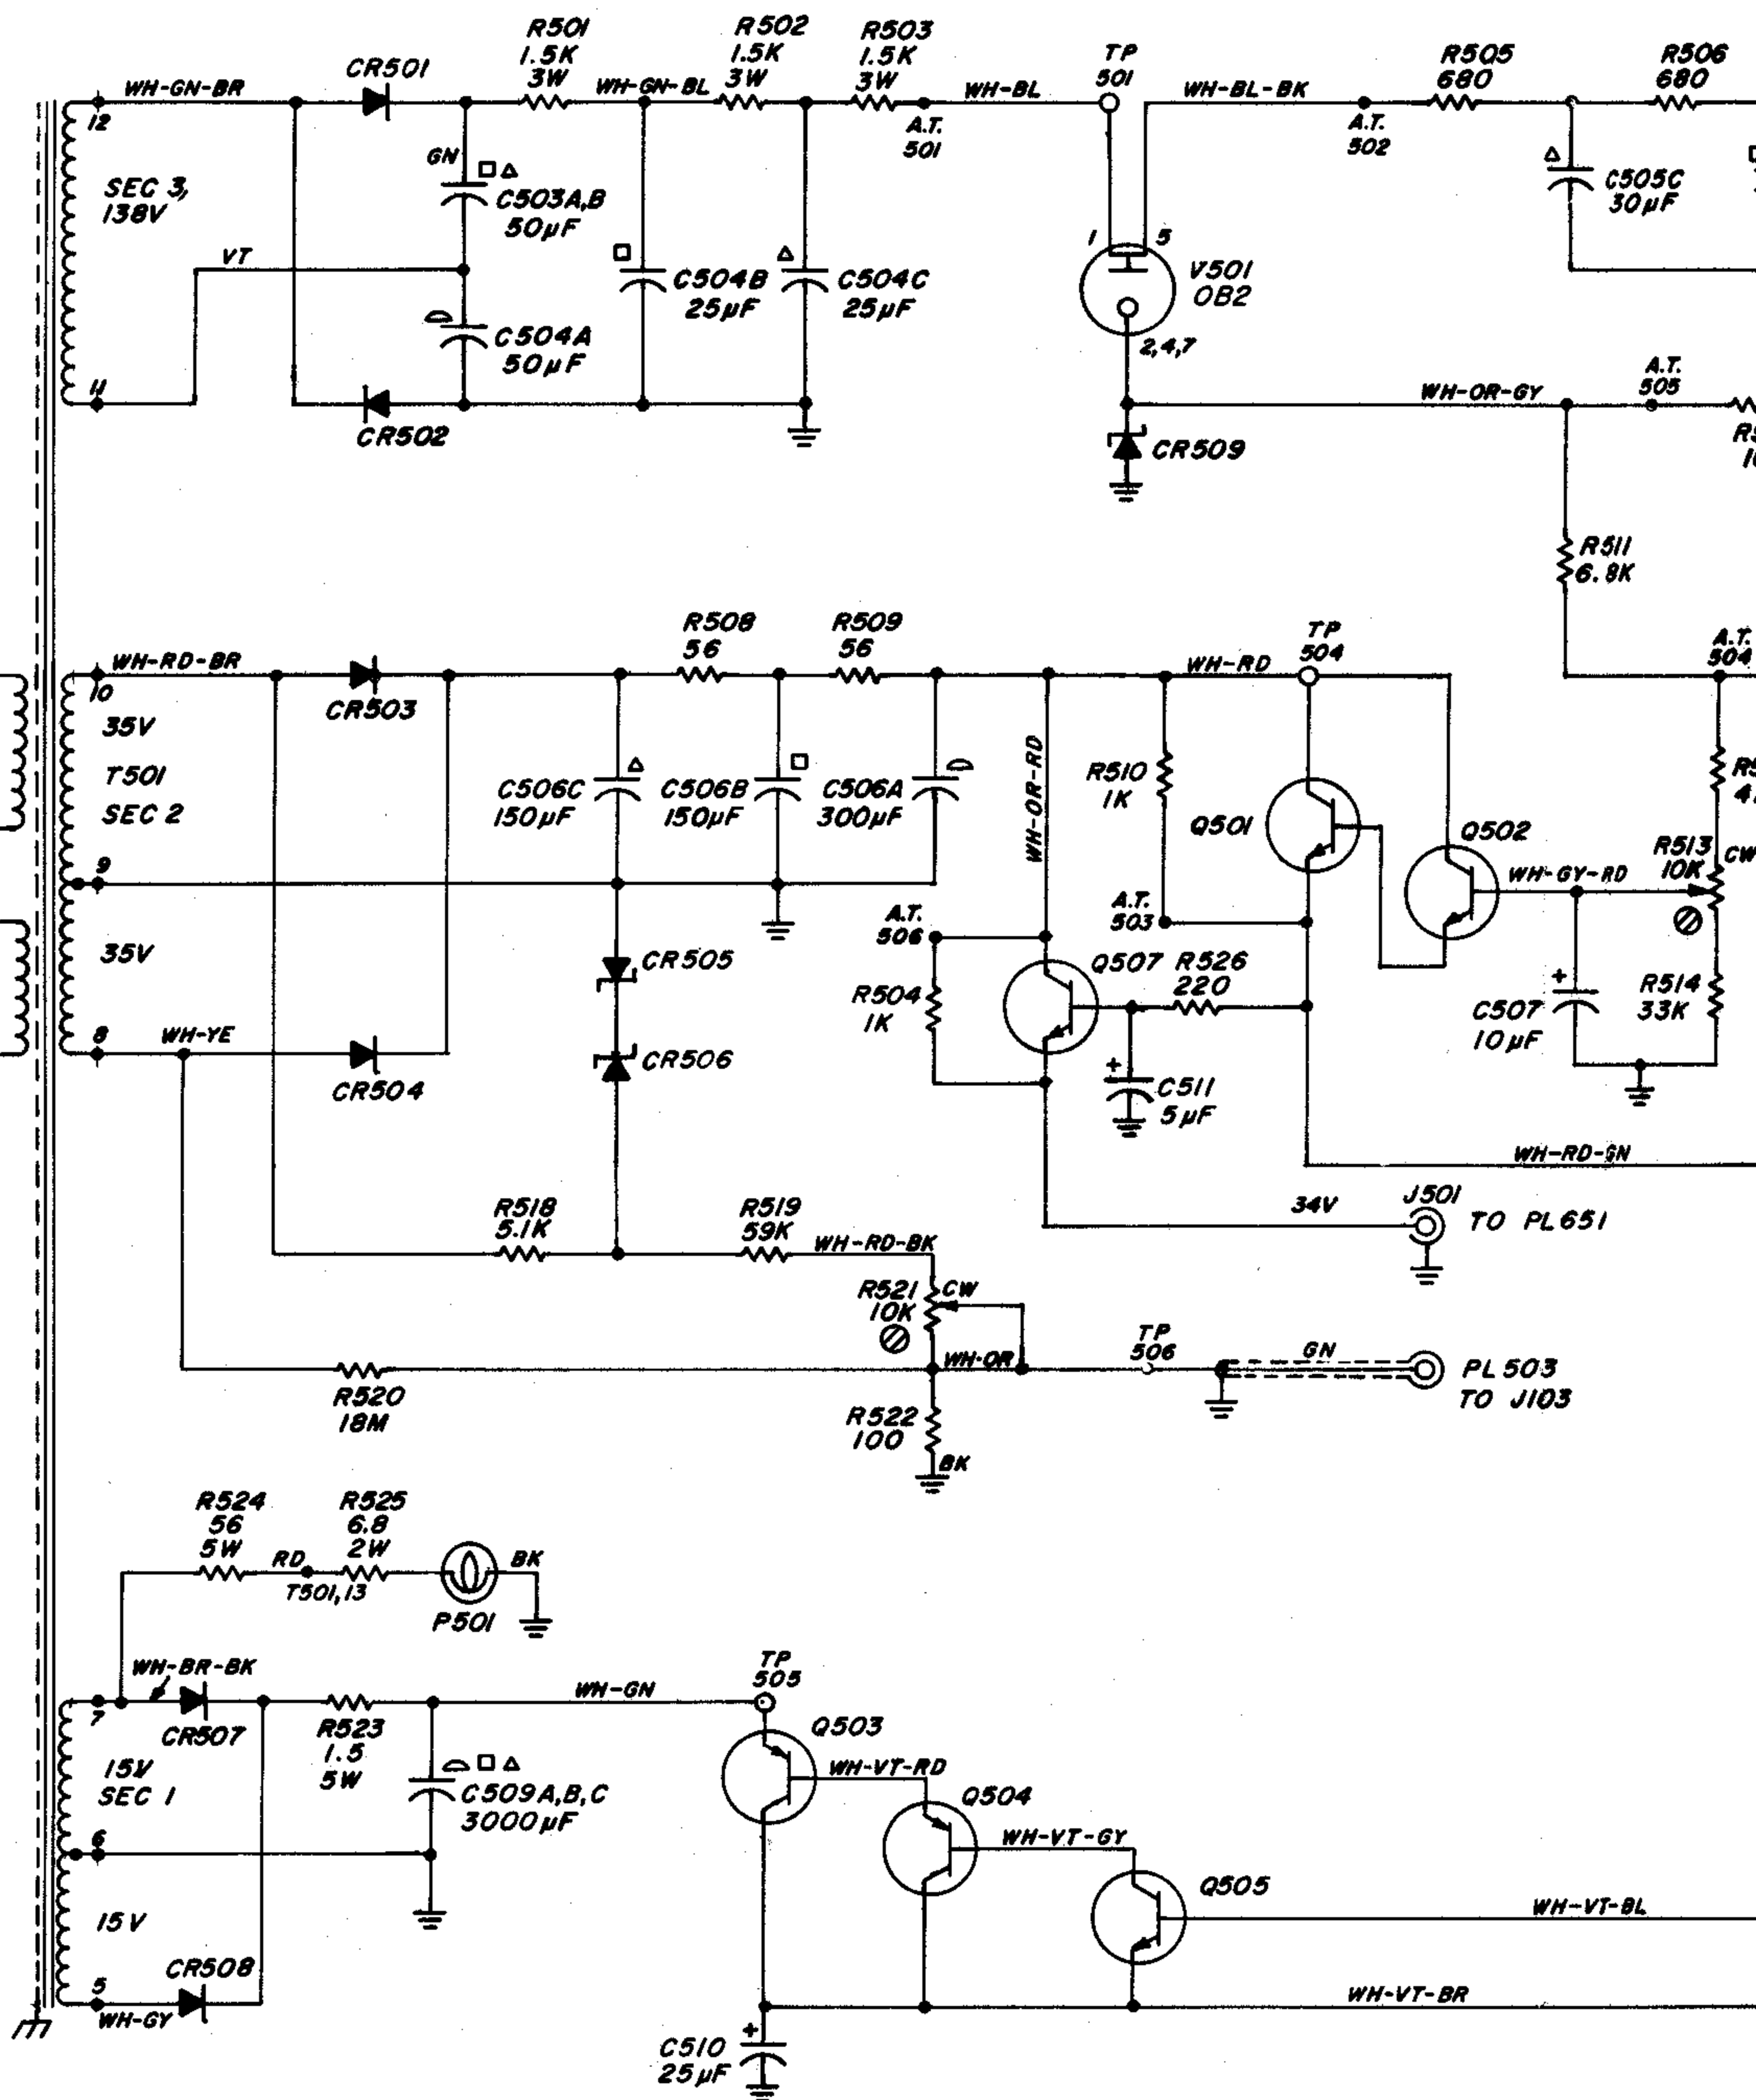 R501
1.5K
3W
R502
1.5K
3W
R503
1.5K
3W
TP
501
R505
680
R506
680
CR501
WH-GN-BR
WH-GN-BL
WH-BL
WH-BL-BK
12
A.T.
501
A.T.
502
GN
SEC 3,
138V
C503A,B
50µF
C505C
30µF
VT
1
5
C504B
25µF
C504C
25µF
V501
OB2
C504A
50µF
2,4,7
11
CR502
WH-OR-GY
A.T.
505
CR509
R511
6.8K
R508
56
R509
56
TP
504
A.T.
504
WH-RD-BR
WH-RD
10
CR503
35V
T501
SEC 2
WH-OR-RD
C506C
150µF
C506B
150µF
C506A
300µF
R510
1K
Q501
Q502
R513
10K
CW
9
WH-GY-RD
A.T.
506
A.T.
503
35V
CR505
Q507
R526
220
R504
1K
C507
10µF
R514
33K
8
WH-YE
CR506
CR504
C511
5µF
WH-RD-GN
R518
5.1K
R519
59K
WH-RD-BK
34V
J501
TO PL651
R521
10K
CW
TP
506
WH-OR
GN
PL503
TO J103
R520
18M
R522
100
BK
R524
56
5W
R525
6.8
2W
RD
T501,13
BK
P501
WH-BR-BK
TP
505
WH-GN
7
CR507
R523
1.5
5W
Q503
15V
SEC 1
C509A,B,C
3000µF
WH-VT-RD
Q504
6
WH-VT-GY
Q505
15V
WH-VT-BL
CR508
5
WH-GY
WH-VT-BR
C510
25µF